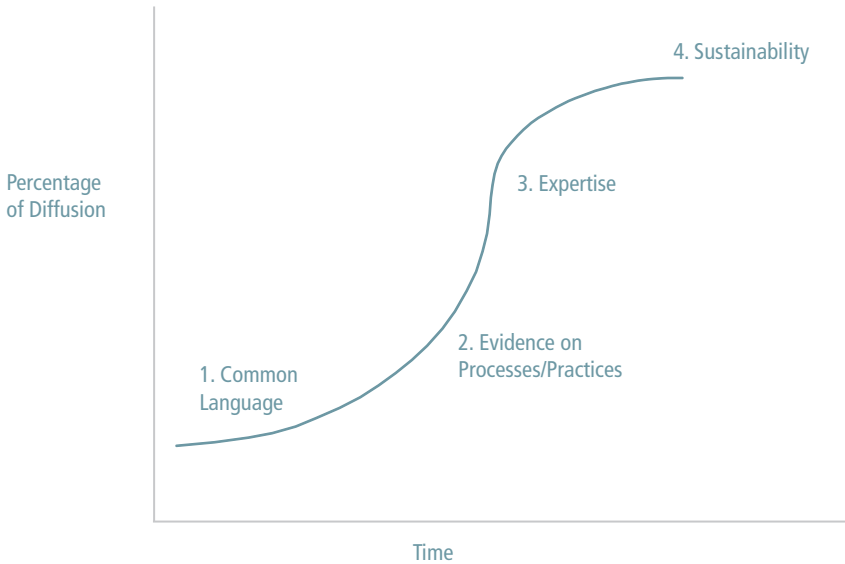 4. Sustainability
Percentage
of Diffusion
3. Expertise
2. Evidence on
Processes/Practices
1. Common
Language
Time